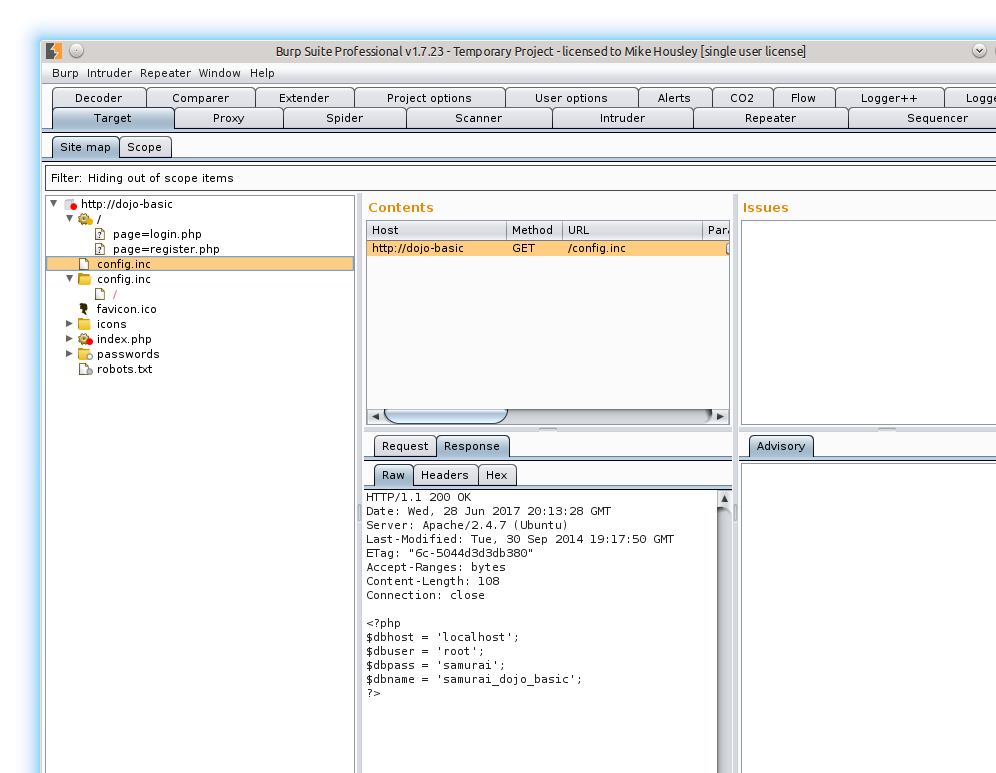 Burp Suite Professional v1.7.23 - Temporary Project - licensed to Mike Housley [single user license]
Burp Intruder Repeater Window Help
Decoder Comparer Extender Project options User options Alerts CO2 Flow Logger++
Target Proxy Spider Scanner Intruder Repeater Sequencer
Site map Scope
Filter: Hiding out of scope items
http://dojo-basic
/
page=login.php
page=register.php
config.inc
config.inc
/
favicon.ico
icons
index.php
passwords
robots.txt
Contents
Host Method URL
http://dojo-basic GET /config.inc
Issues
Request Response
Advisory
Raw Headers Hex
HTTP/1.1 200 OK
Date: Wed, 28 Jun 2017 20:13:28 GMT
Server: Apache/2.4.7 (Ubuntu)
Last-Modified: Tue, 30 Sep 2014 19:17:50 GMT
ETag: "6c-5044d3d3db380"
Accept-Ranges: bytes
Content-Length: 108
Connection: close
<?php
$dbhost = 'localhost';
$dbuser = 'root';
$dbpass = 'samurai';
$dbname = 'samurai_dojo_basic';
?>